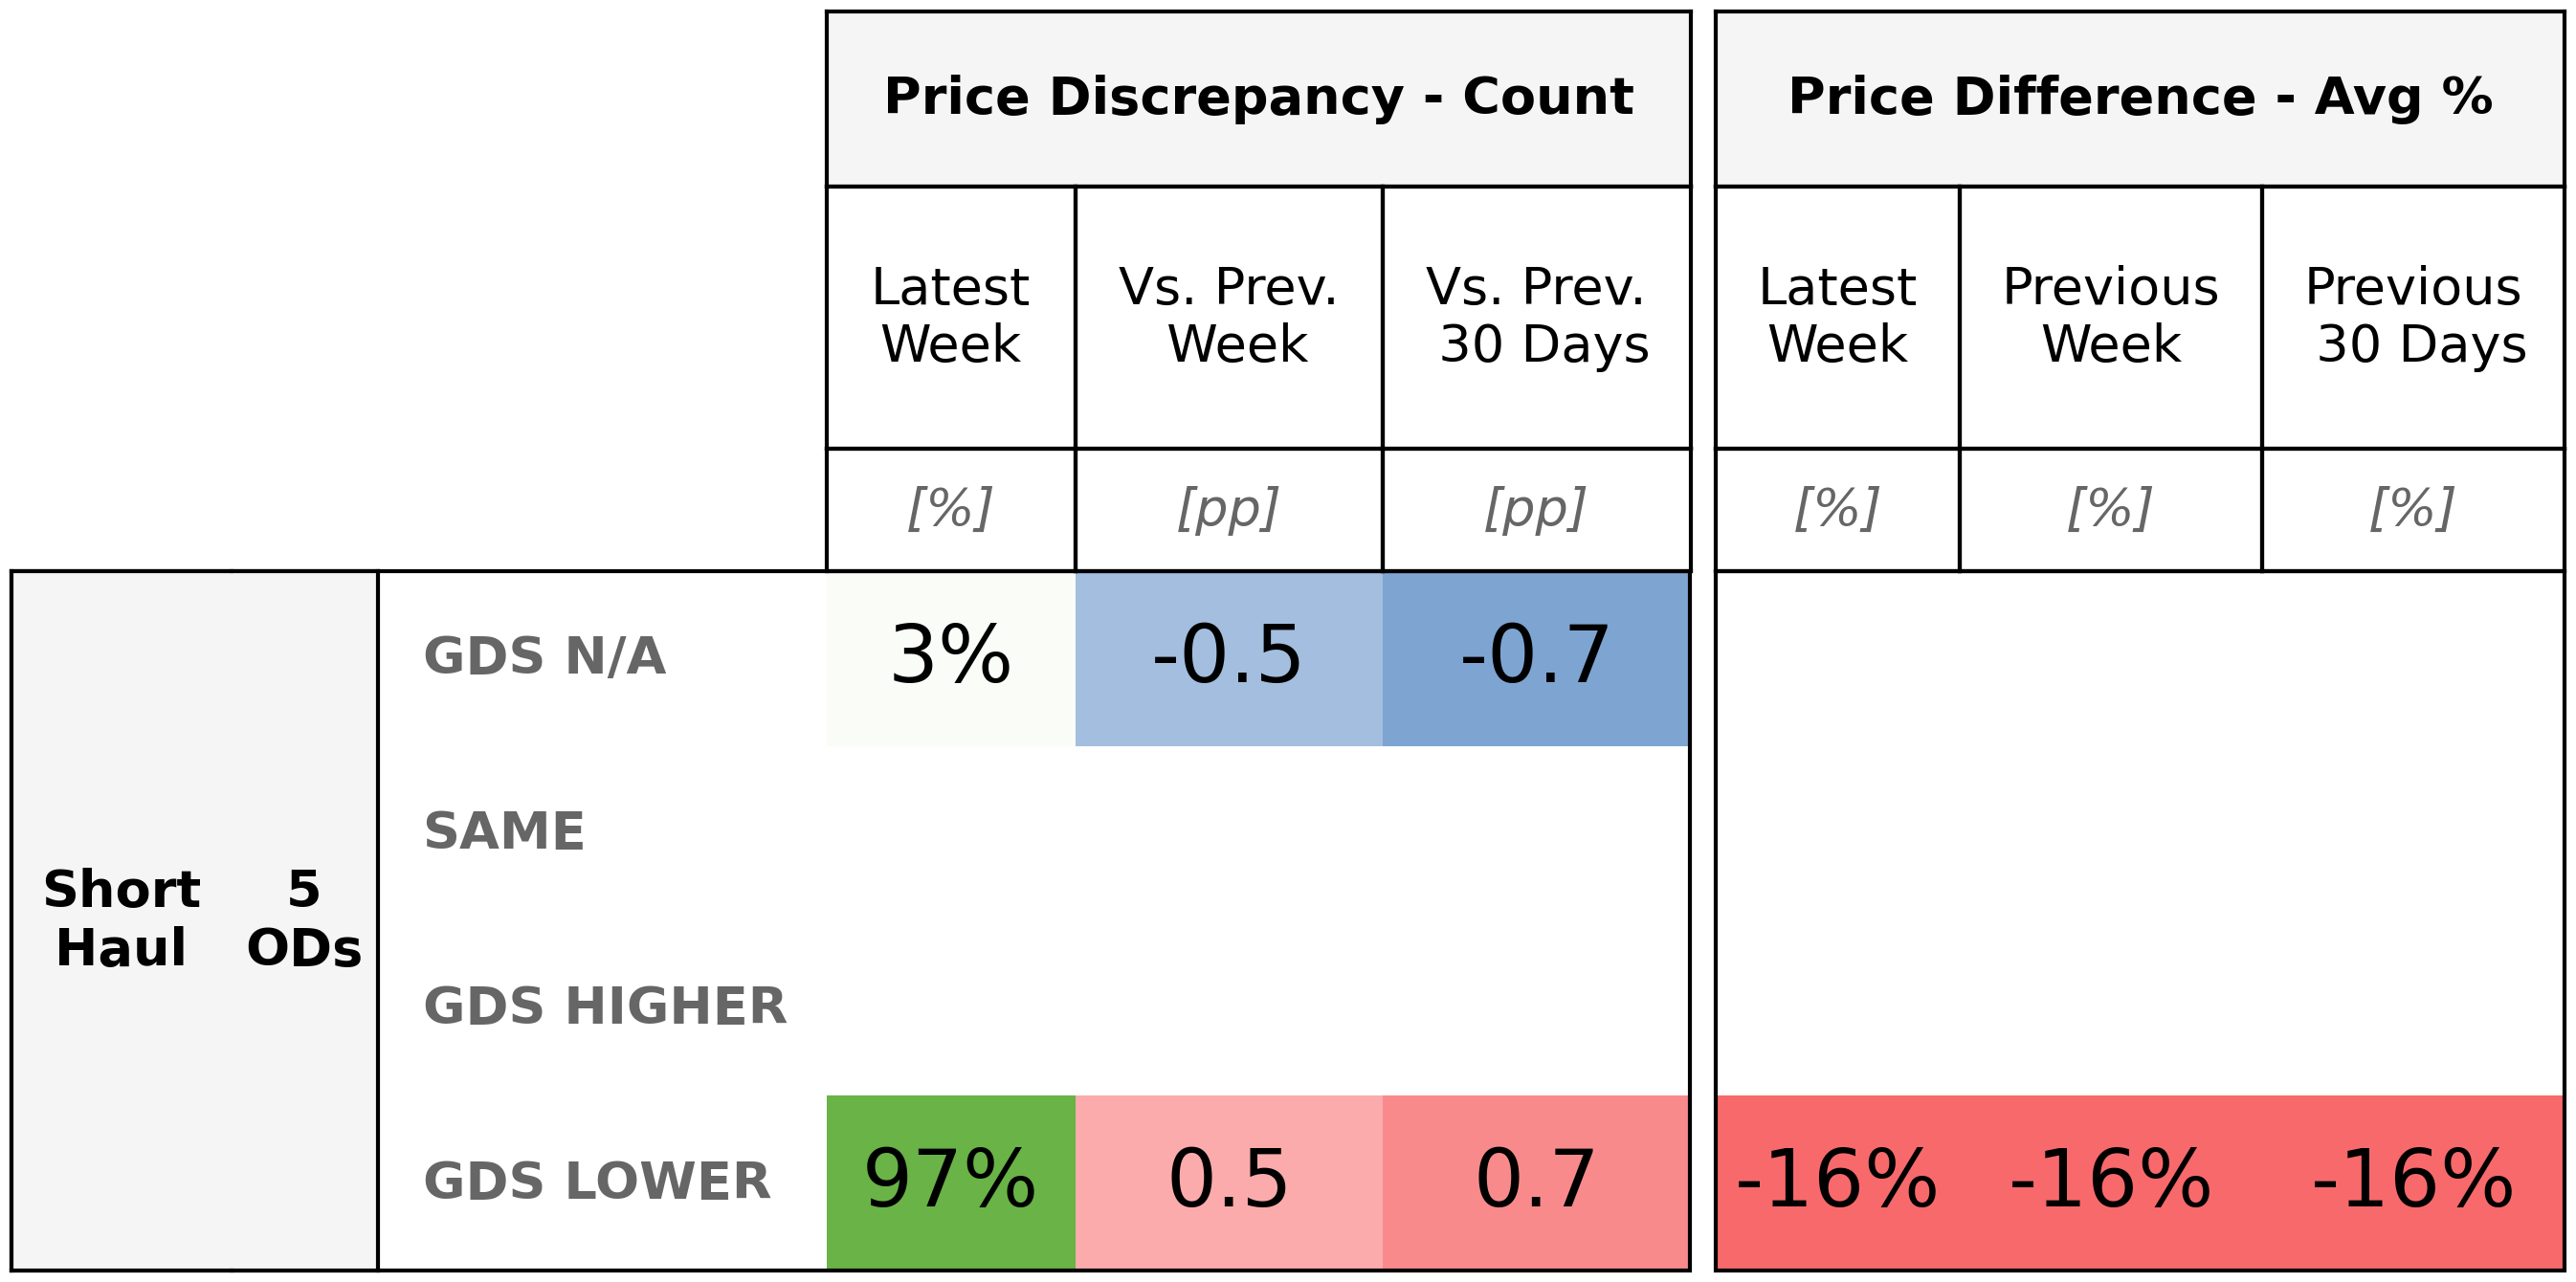 Price Discrepancy - Count
Price Difference - Avg %
Latest
Week
Vs. Prev.
Week
Vs. Prev.
30 Days
Latest
Week
Previous
Week
Previous
30 Days
[%]
[pp]
[pp]
[%]
[%]
[%]
Short
Haul
5
ODs
GDS N/A
3%
-0.5
-0.7
SAME
GDS HIGHER
GDS LOWER
97%
0.5
0.7
-16%
-16%
-16%